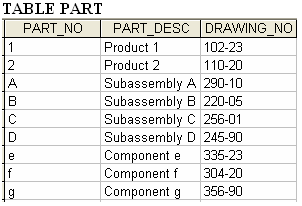 TABLE PART
PART_NO PART_DESC DRAWING_NO
1 Product 1 102-23
2 Product 2 110-20
A Subassembly A 290-10
B Subassembly B 220-05
C Subassembly C 256-01
D Subassembly D 245-90
e Component e 335-23
f Component f 304-20
g Component g 356-90